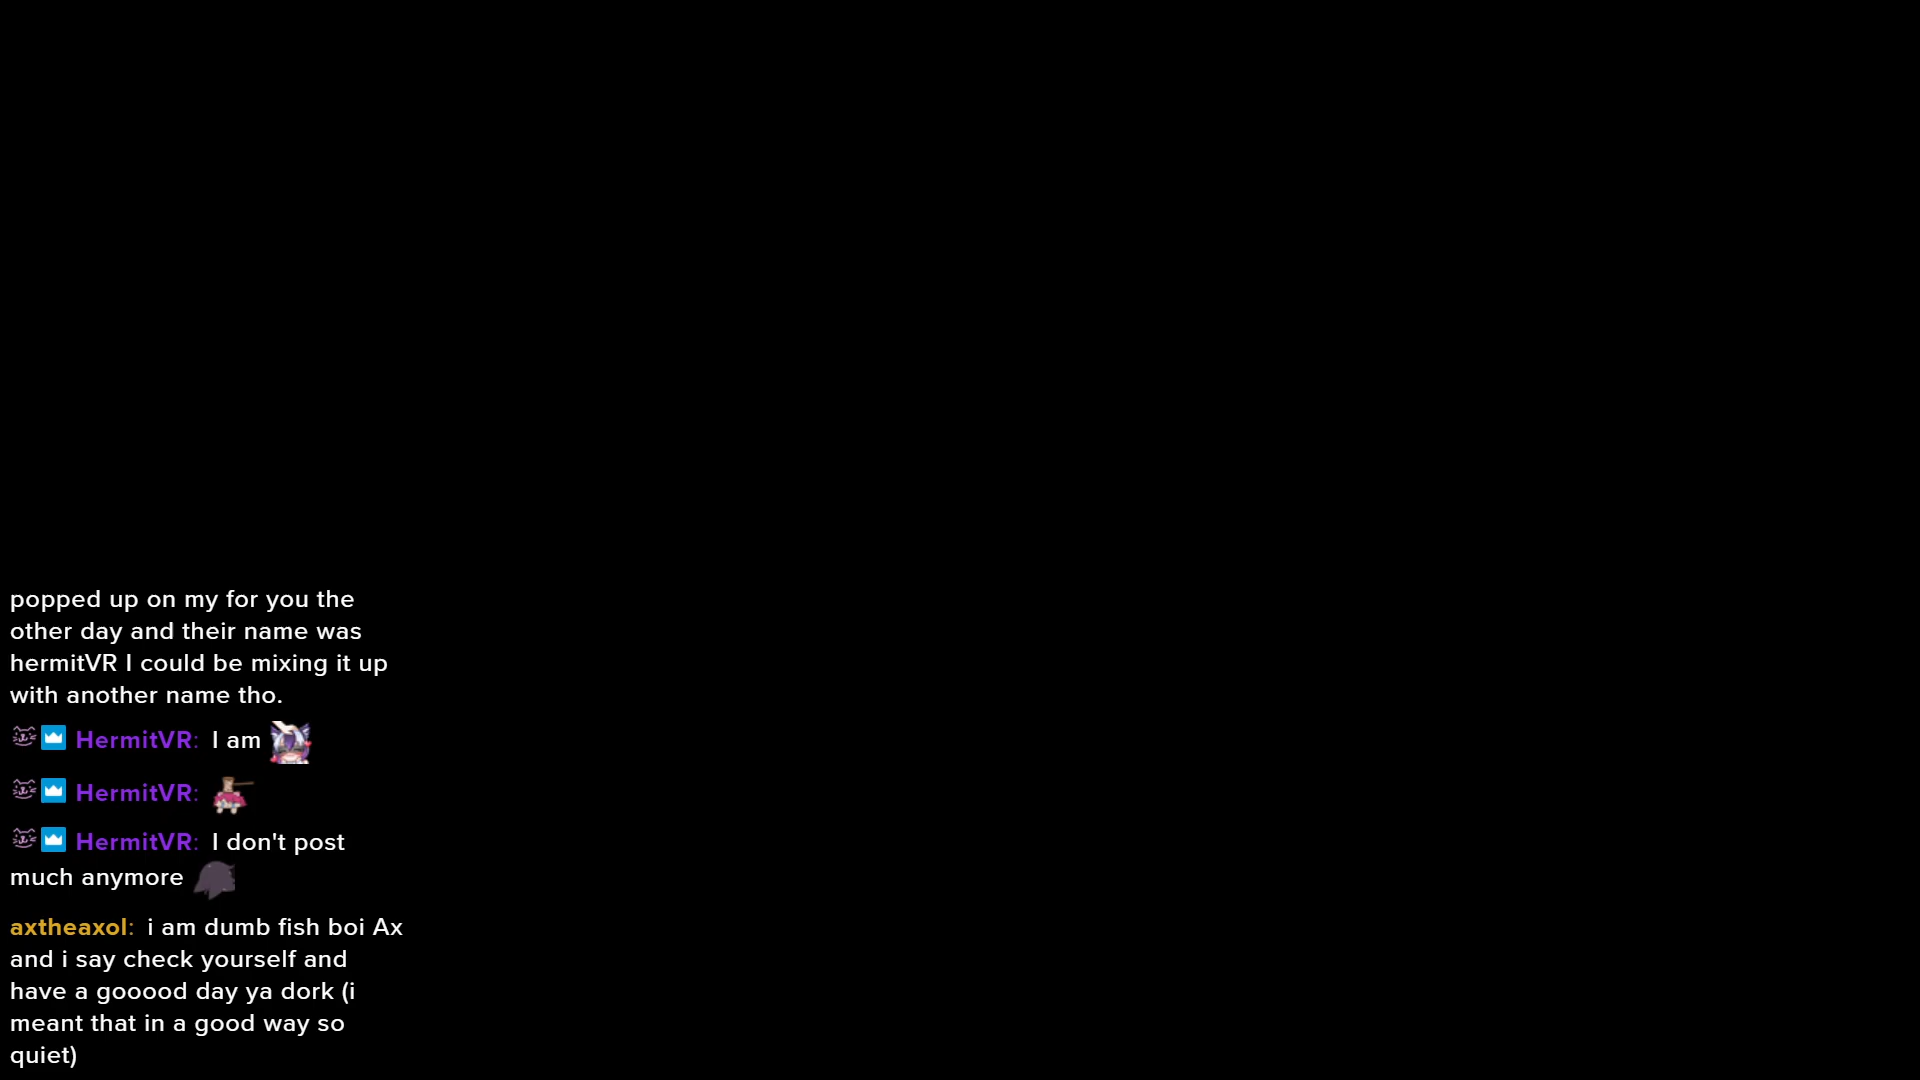 popped up on my for you the
other day and their name was
hermitVR I could be mixing it up
with another name tho.
HermitVR: I am
HermitVR:
HermitVR: I don't post
much anymore
axtheaxol: i am dumb fish boi Ax
and i say check yourself and
have a gooood day ya dork (i
meant that in a good way so
quiet)